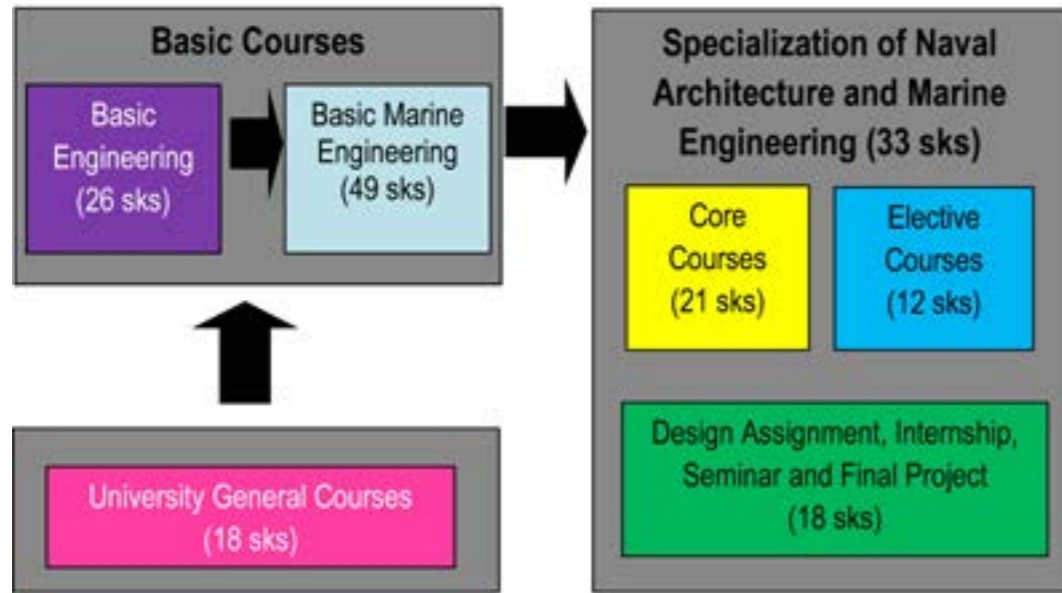 Basic Courses
Basic
Engineering
(26 sks)
Basic Marine
Engineering
(49 sks)
University General Courses
(18 sks)
Specialization of Naval
Architecture and Marine
Engineering (33 sks)
Core
Courses
(21 sks)
Elective
Courses
(12 sks)
Design Assignment, Internship,
Seminar and Final Project
(18 sks)